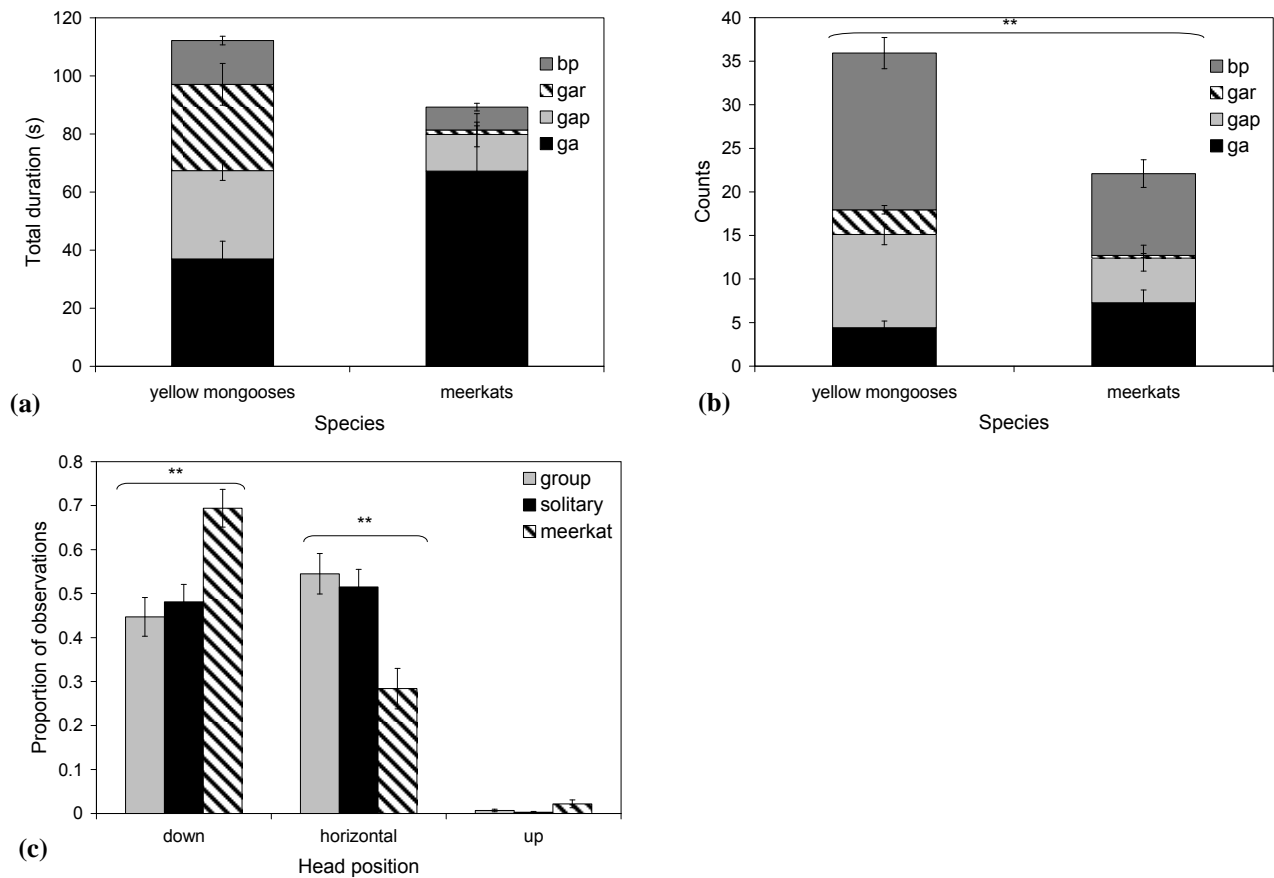 120
100
80
60
40
20
0
Total duration (s)
bp
gar
gap
ga
yellow mongooses
meerkats
Species
(a)
40
35
30
25
20
15
10
5
0
Counts
**
bp
gar
gap
ga
yellow mongooses
meerkats
Species
(b)
0.8
0.7
0.6
0.5
0.4
0.3
0.2
0.1
0
Proportion of observations
**
**
group
solitary
meerkat
down
horizontal
up
Head position
(c)